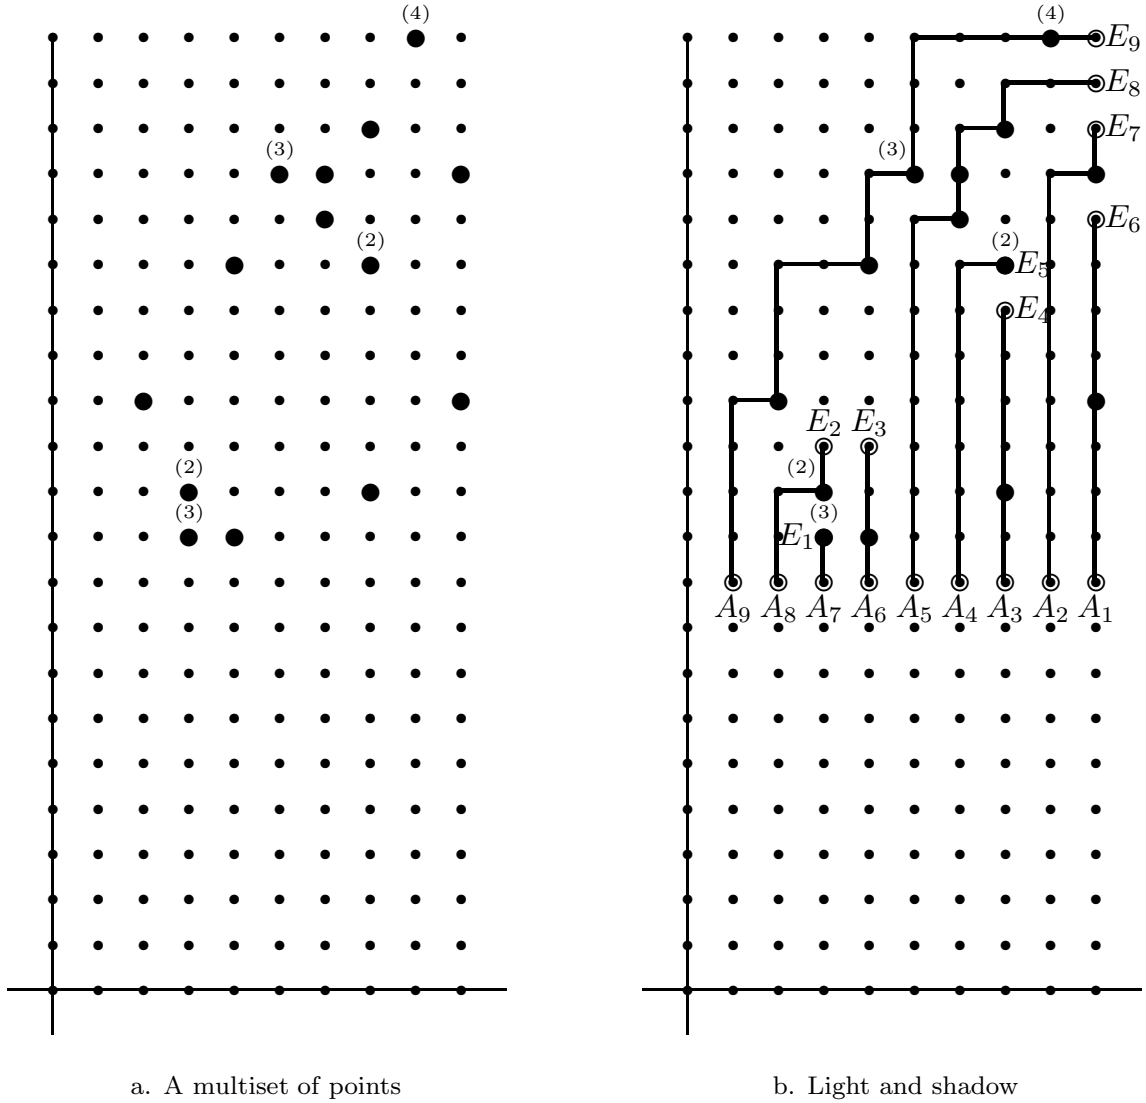 (4)
(3)
(2)
(2)
(3)
a. A multiset of points
(4)
E9
E8
E7
(3)
E6
(2)
E5
E4
E2 E3
(2)
(3)
E1
A9 A8 A7 A6 A5 A4 A3 A2 A1
b. Light and shadow